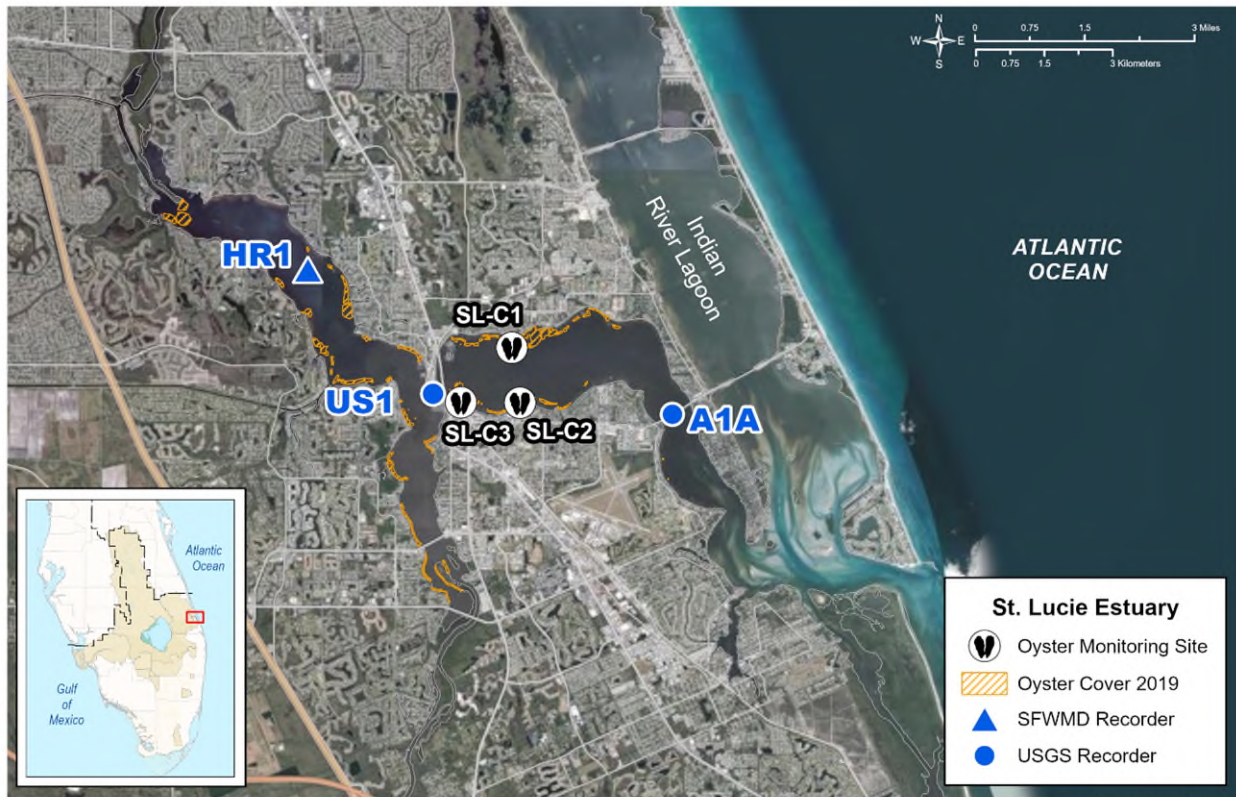 N
W E
S
0 0.75 1.5 3 Miles
0 0.75 1.5 3 Kilometers
Indian
River Lagoon
ATLANTIC
OCEAN
HR1
SL-C1
US1
SL-C3
SL-C2
A1A
Atlantic
Ocean
Gulf
of
Mexico
St. Lucie Estuary
Oyster Monitoring Site
Oyster Cover 2019
SFWMD Recorder
USGS Recorder